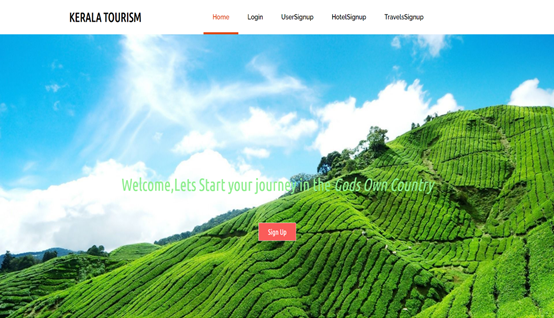 KERALA TOURISM
Home Login UserSignup HotelSignup TravelsSignup
Welcome,Lets Start your journey in the Gods Own Country
Sign Up